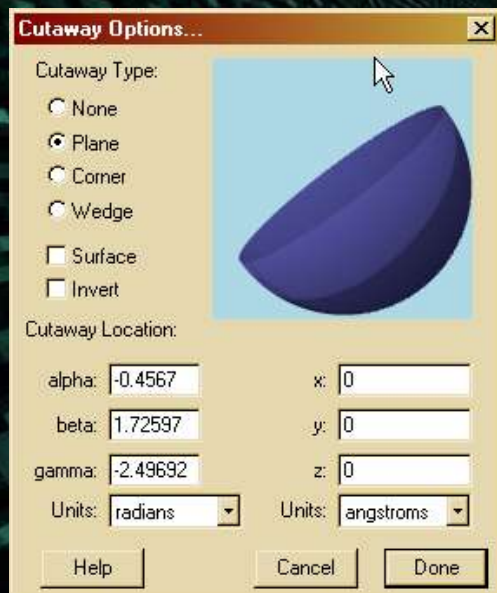 Cutaway Options...
Cutaway Type:
None
Plane
Corner
Wedge
Surface
Invert
Cutaway Location:
alpha: -0.4567 x: 0
beta: 1.72597 y: 0
gamma: -2.49692 z: 0
Units: radians Units: angstroms
Help Cancel Done